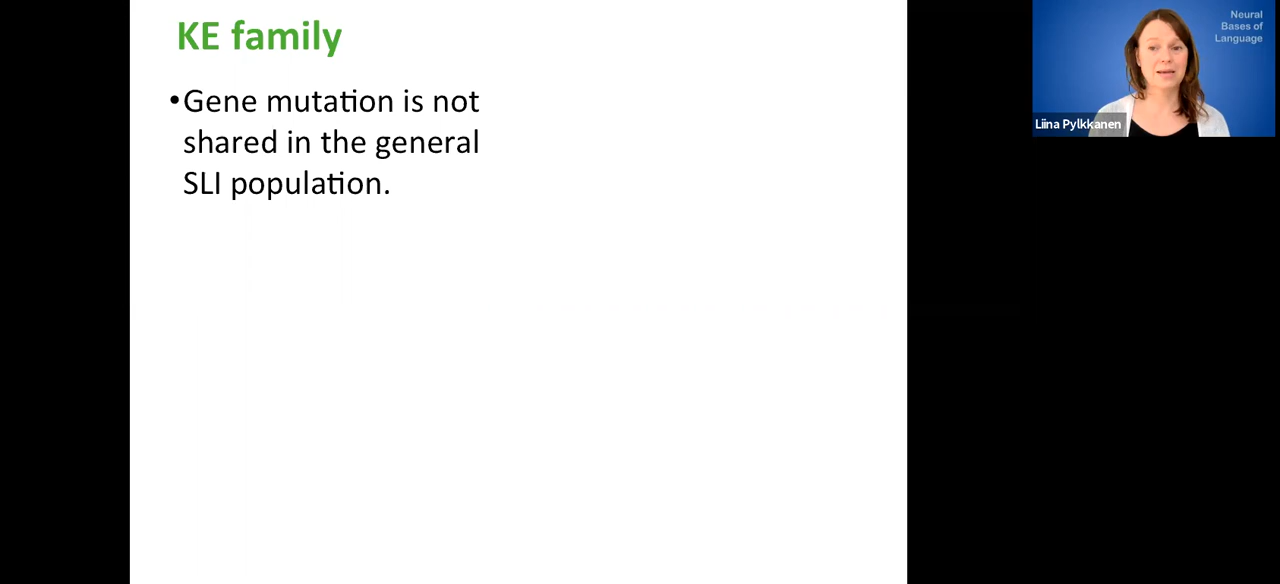 KE family
•Gene mutation is not
shared in the general
SLI population.
Neural
Bases of
Language
Liina Pylkkanen